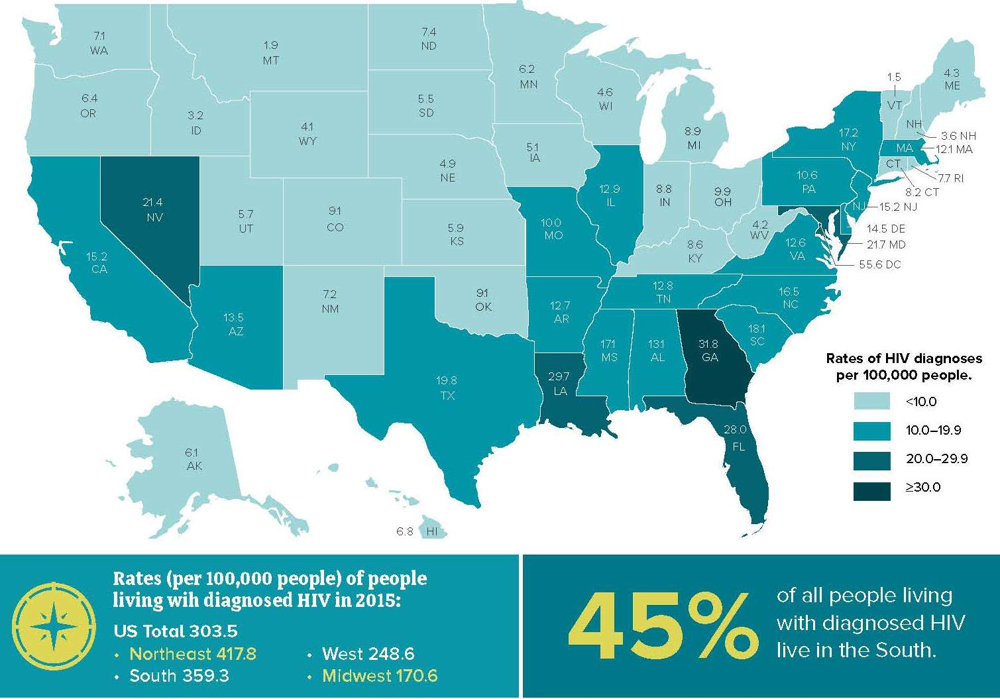 7.1
WA
1.9
MT
7.4
ND
6.2
MN
4.6
WI
1.5
VT
4.3
ME
6.4
OR
3.2
ID
4.1
WY
5.5
SD
5.1
IA
8.9
MI
17.2
NY
NH
3.6 NH
MA
12.1 MA
CT
7.7 RI
8.2 CT
21.4
NV
5.7
UT
9.1
CO
4.9
NE
5.9
KS
10.0
MO
12.9
IL
8.8
IN
9.9
OH
10.6
PA
NJ
15.2 NJ
14.5 DE
21.7 MD
55.6 DC
4.2
WV
12.6
VA
8.6
KY
15.2
CA
13.5
AZ
7.2
NM
9.1
OK
12.7
AR
12.8
TN
16.5
NC
18.1
SC
19.8
TX
29.7
LA
17.1
MS
13.1
AL
31.8
GA
28.0
FL
6.1
AK
6.8 HI
Rates of HIV diagnoses
per 100,000 people.
<10.0
10.0–19.9
20.0–29.9
≥30.0
Rates (per 100,000 people) of people
living wih diagnosed HIV in 2015:
US Total 303.5
• Northeast 417.8
• South 359.3
• West 248.6
• Midwest 170.6
45%
of all people living
with diagnosed HIV
live in the South.